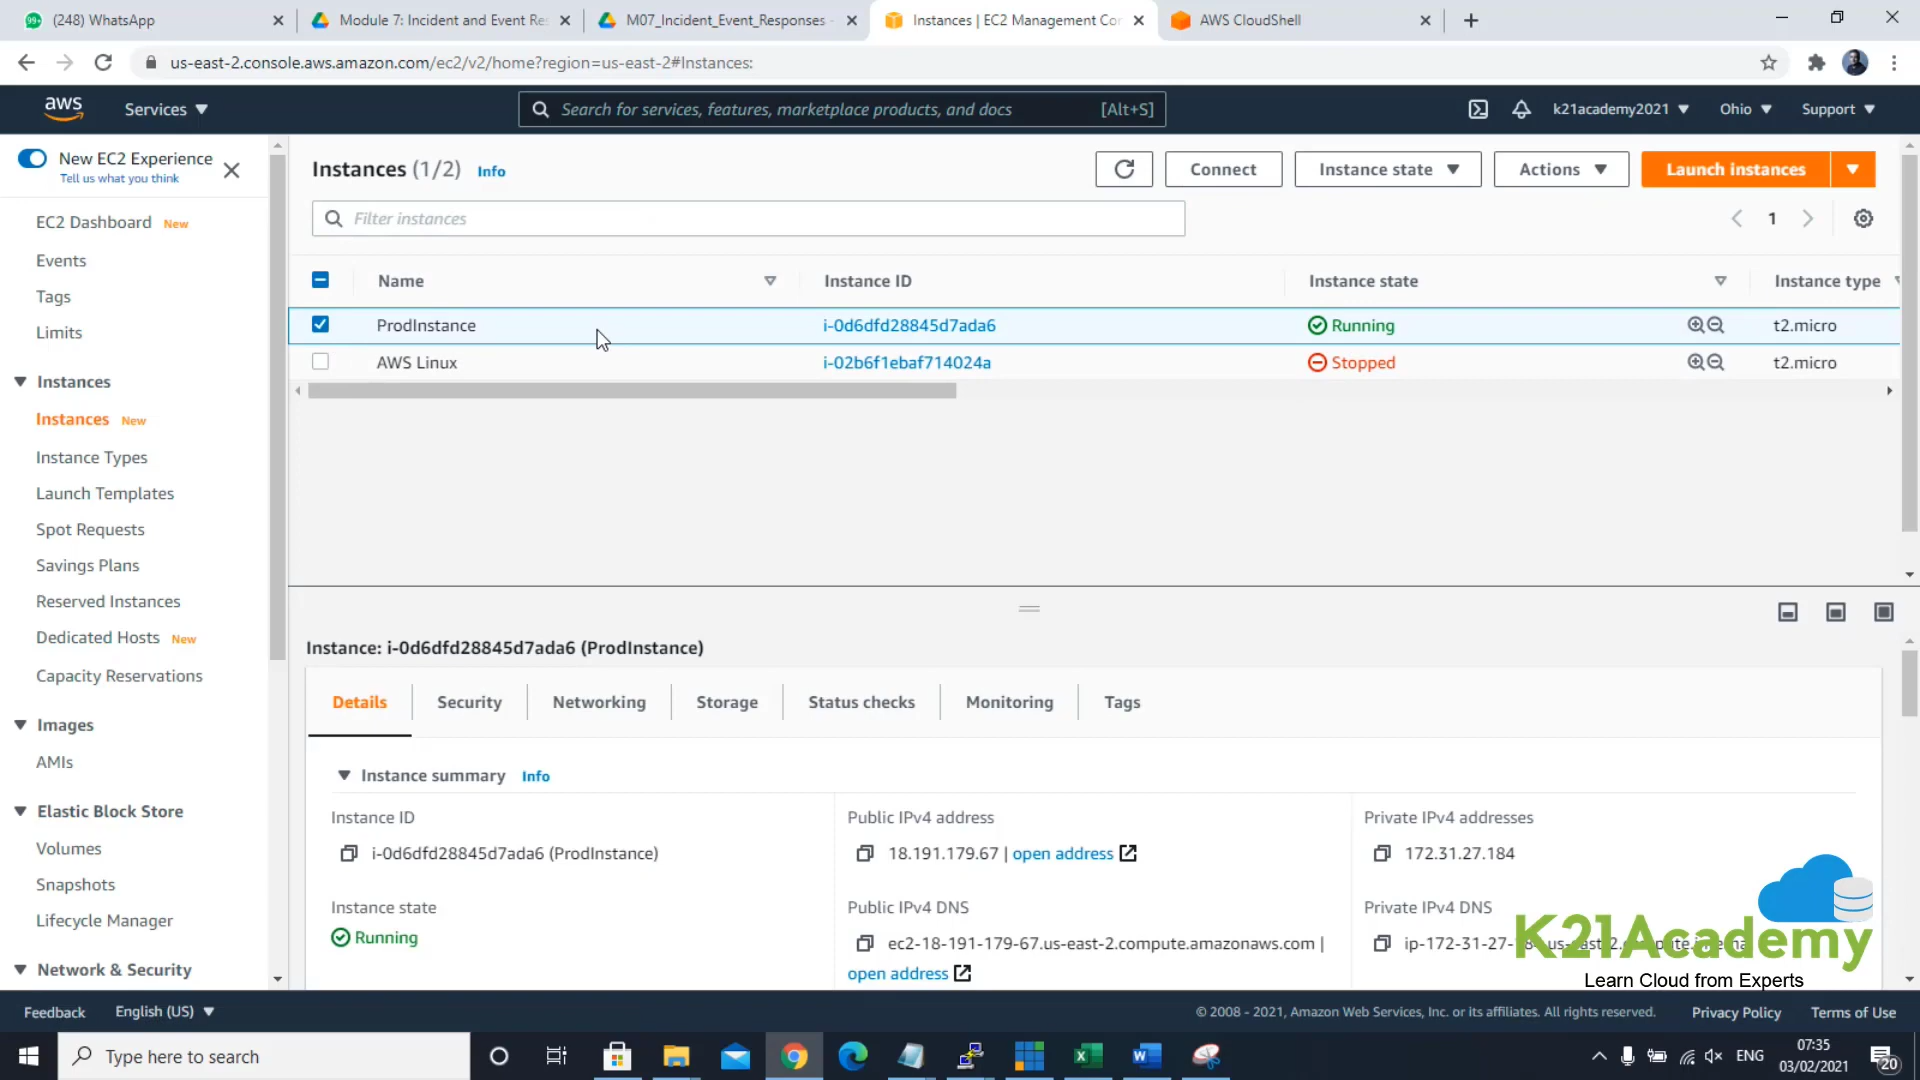 (248) WhatsApp
Module 7: Incident and Event Res
M07_Incident_Event_Responses -
Instances | EC2 Management Con
AWS CloudShell
us-east-2.console.aws.amazon.com/ec2/v2/home?region=us-east-2#Instances:
aws
Services
Search for services, features, marketplace products, and docs [Alt+S]
k21academy2021
Ohio
Support
New EC2 Experience
Tell us what you think
EC2 Dashboard New
Events
Tags
Limits
Instances
Instances New
Instance Types
Launch Templates
Spot Requests
Savings Plans
Reserved Instances
Dedicated Hosts New
Capacity Reservations
Images
AMIs
Elastic Block Store
Volumes
Snapshots
Lifecycle Manager
Network & Security
Instances (1/2) Info
Connect
Instance state
Actions
Launch instances
Filter instances
1
Name Instance ID Instance state Instance type
ProdInstance i-0d6dfd28845d7ada6 Running t2.micro
AWS Linux i-02b6f1ebaf714024a Stopped t2.micro
Instance: i-0d6dfd28845d7ada6 (ProdInstance)
Details Security Networking Storage Status checks Monitoring Tags
Instance summary Info
Instance ID
i-0d6dfd28845d7ada6 (ProdInstance)
Instance state
Running
Public IPv4 address
18.191.179.67 | open address
Public IPv4 DNS
ec2-18-191-179-67.us-east-2.compute.amazonaws.com |
open address
Private IPv4 addresses
172.31.27.184
Private IPv4 DNS
K21Academy
Learn Cloud from Experts
Feedback
English (US)
© 2008 - 2021, Amazon Web Services, Inc. or its affiliates. All rights reserved.
Privacy Policy
Terms of Use
Type here to search
ENG
07:35
03/02/2021
20